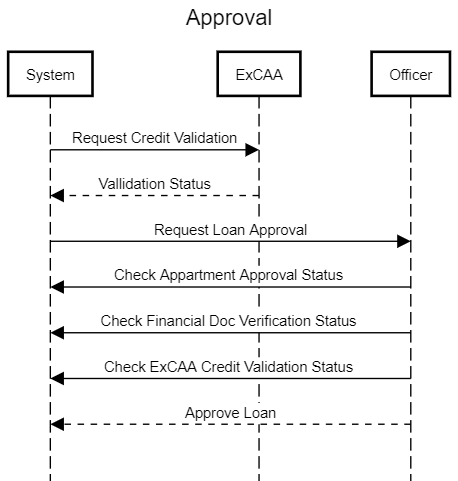 Approval
System
ExCAA
Officer
Request Credit Validation
Vallidation Status
Request Loan Approval
Check Appartment Approval Status
Check Financial Doc Verification Status
Check ExCAA Credit Validation Status
Approve Loan